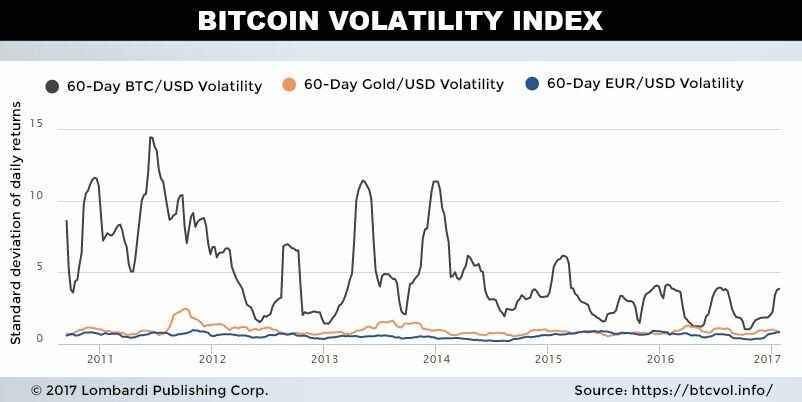 BITCOIN VOLATILITY INDEX
60-Day BTC/USD Volatility 60-Day Gold/USD Volatility 60-Day EUR/USD Volatility
Standard deviation of daily returns
15
10
5
0
2011 2012 2013 2014 2015 2016 2017
© 2017 Lombardi Publishing Corp. Source: https://btcvol.info/